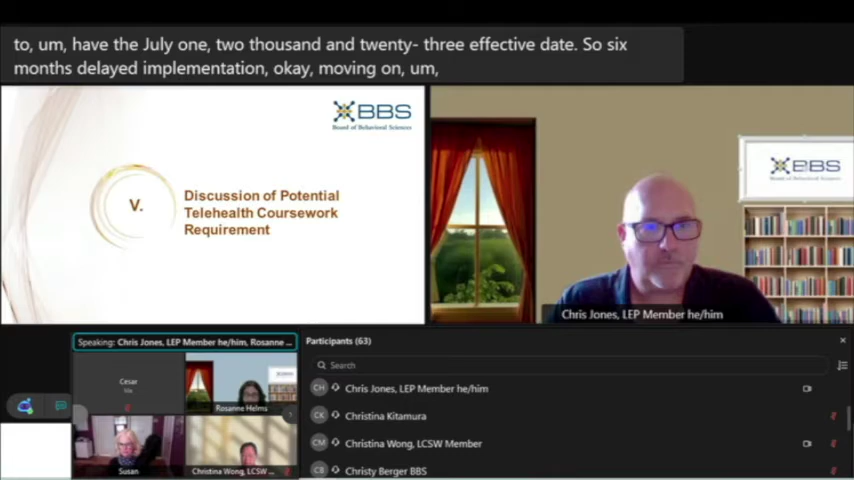 to, um, have the July one, two thousand and twenty- three effective date. So six
months delayed implementation, okay, moving on, um,
BBS
Board of Behavioral Sciences
V.
Discussion of Potential
Telehealth Coursework
Requirement
BBS
Board of Behavioral Sciences
Chris Jones, LEP Member he/him
Speaking: Chris Jones, LEP Member he/him, Rosanne ...
Cesar
Rosanne Helms
Susan
Christina Wong, LCSW ...
Participants (63)
Search
CH Chris Jones, LEP Member he/him
CK Christina Kitamura
CM Christina Wong, LCSW Member
CB Christy Berger BBS